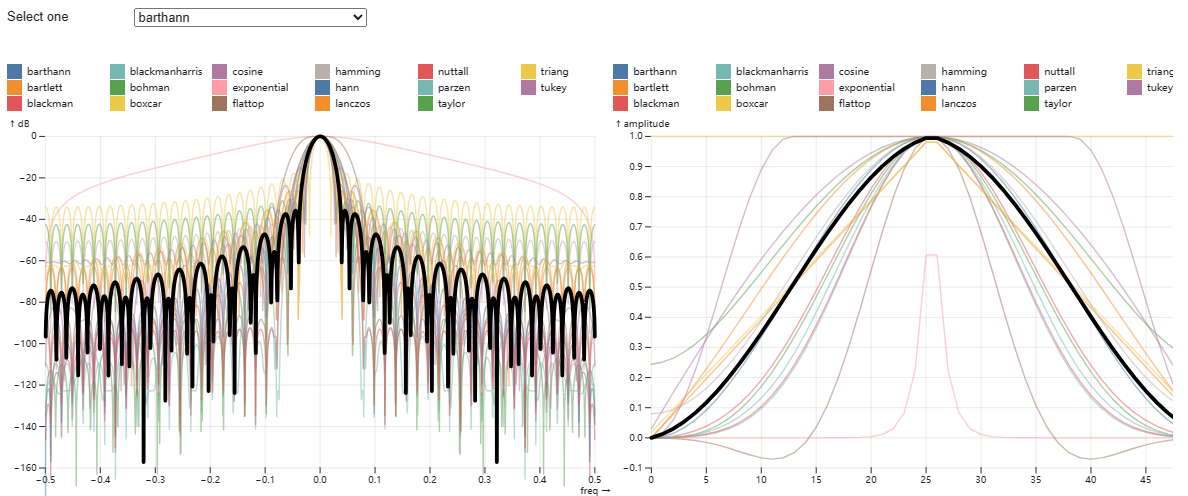 Select one barthann
barthann blackmanharris cosine hamming nuttall triang
bartlett bohman exponential hann parzen tukey
blackman boxcar flattop lanczos taylor
↑ dB
0
−20
−40
−60
−80
−100
−120
−140
−160
−0.5 −0.4 −0.3 −0.2 −0.1 0.0 0.1 0.2 0.3 0.4 0.5
freq →
barthann blackmanharris cosine hamming nuttall triang
bartlett bohman exponential hann parzen tukey
blackman boxcar flattop lanczos taylor
↑ amplitude
1.0
0.9
0.8
0.7
0.6
0.5
0.4
0.3
0.2
0.1
0.0
−0.1
0 5 10 15 20 25 30 35 40 45